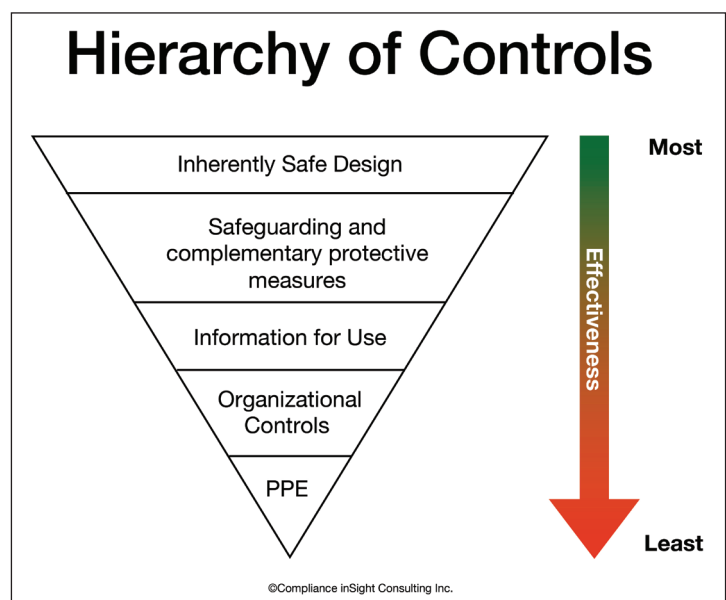 Hierarchy of Controls
Most
Inherently Safe Design
Safeguarding and
complementary protective
measures
Effectiveness
Information for Use
Organizational
Controls
PPE
Least
©Compliance inSight Consulting Inc.